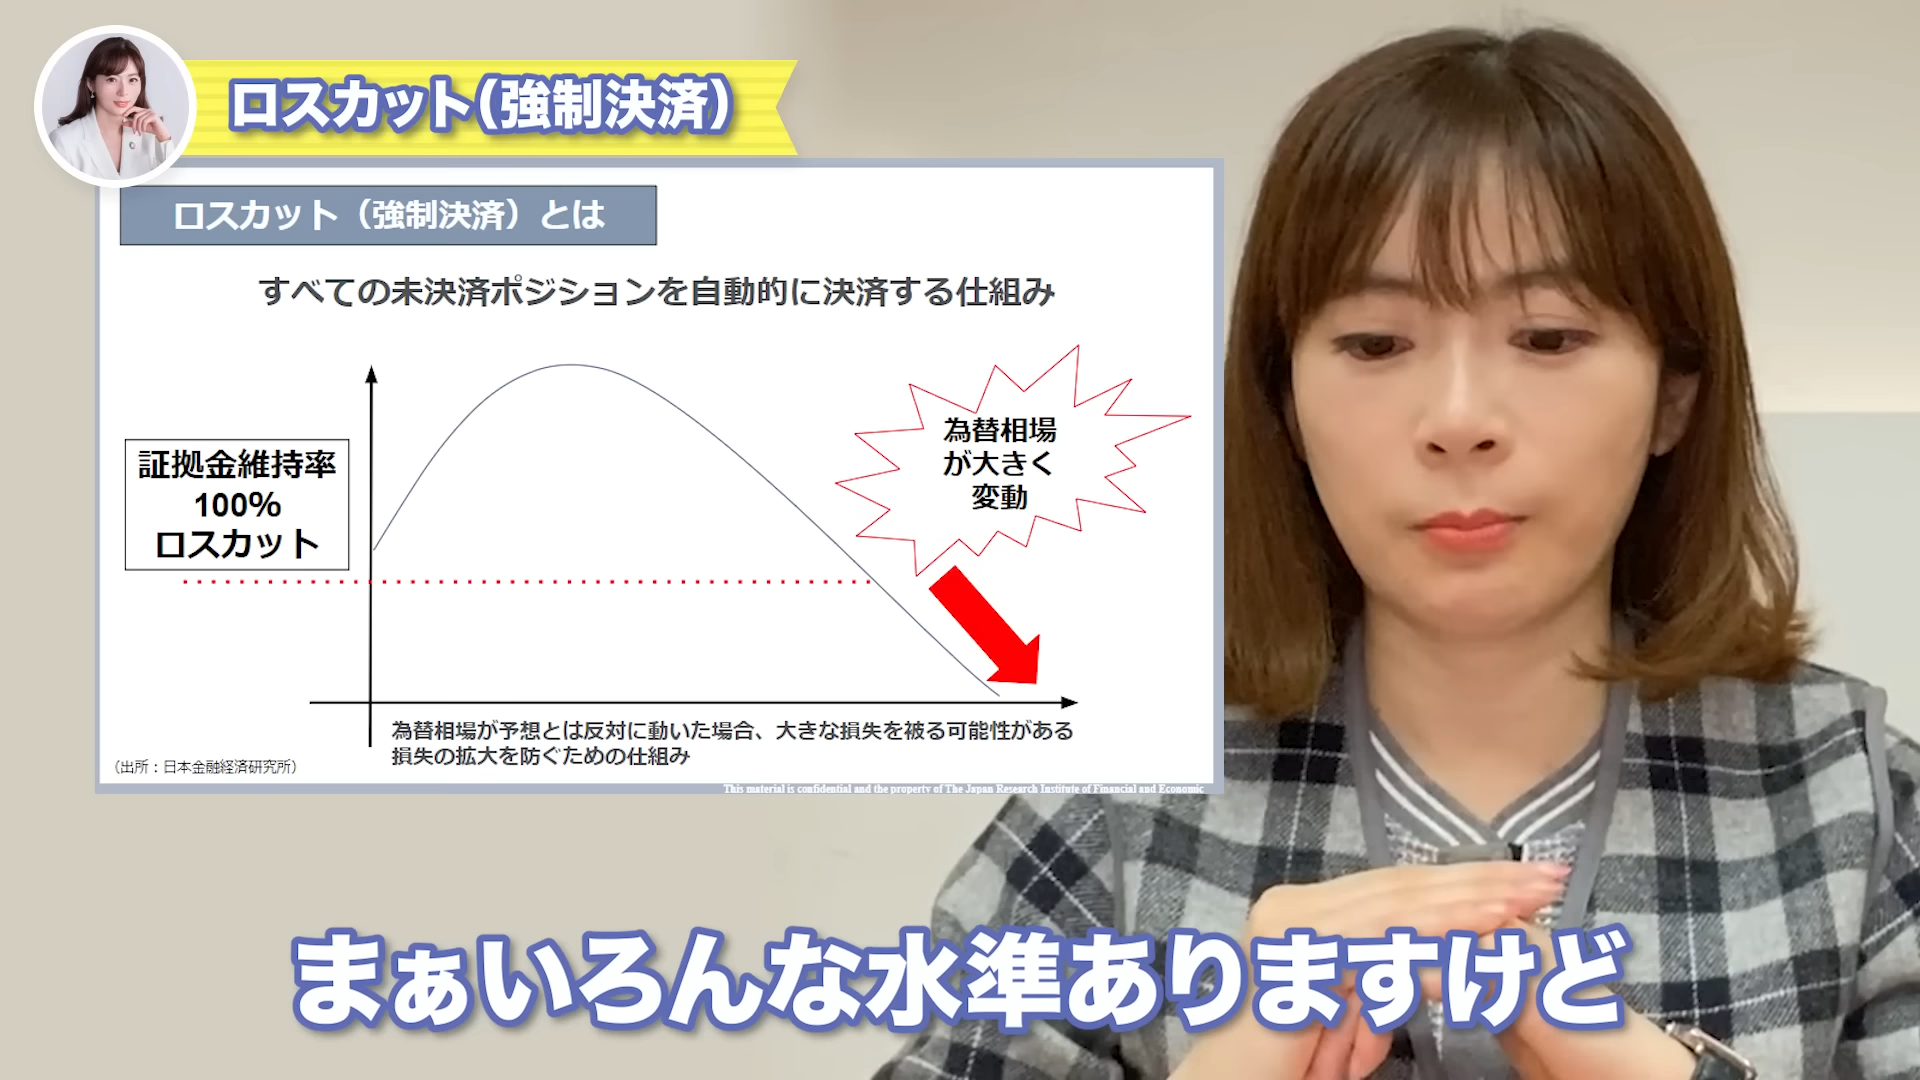 ロスカット（強制決済）
ロスカット（強制決済）とは
すべての未決済ポジションを自動的に決済する仕組み
為替相場
が大きく
変動
証拠金維持率
100%
ロスカット
為替相場が予想とは反対に動いた場合、大きな損失を被る可能性がある
損失の拡大を防ぐための仕組み
（出所：日本金融経済研究所）
This material is confidential and the property of The Japan Research Institute of Financial and Economic
まぁいろんな水準ありますけど